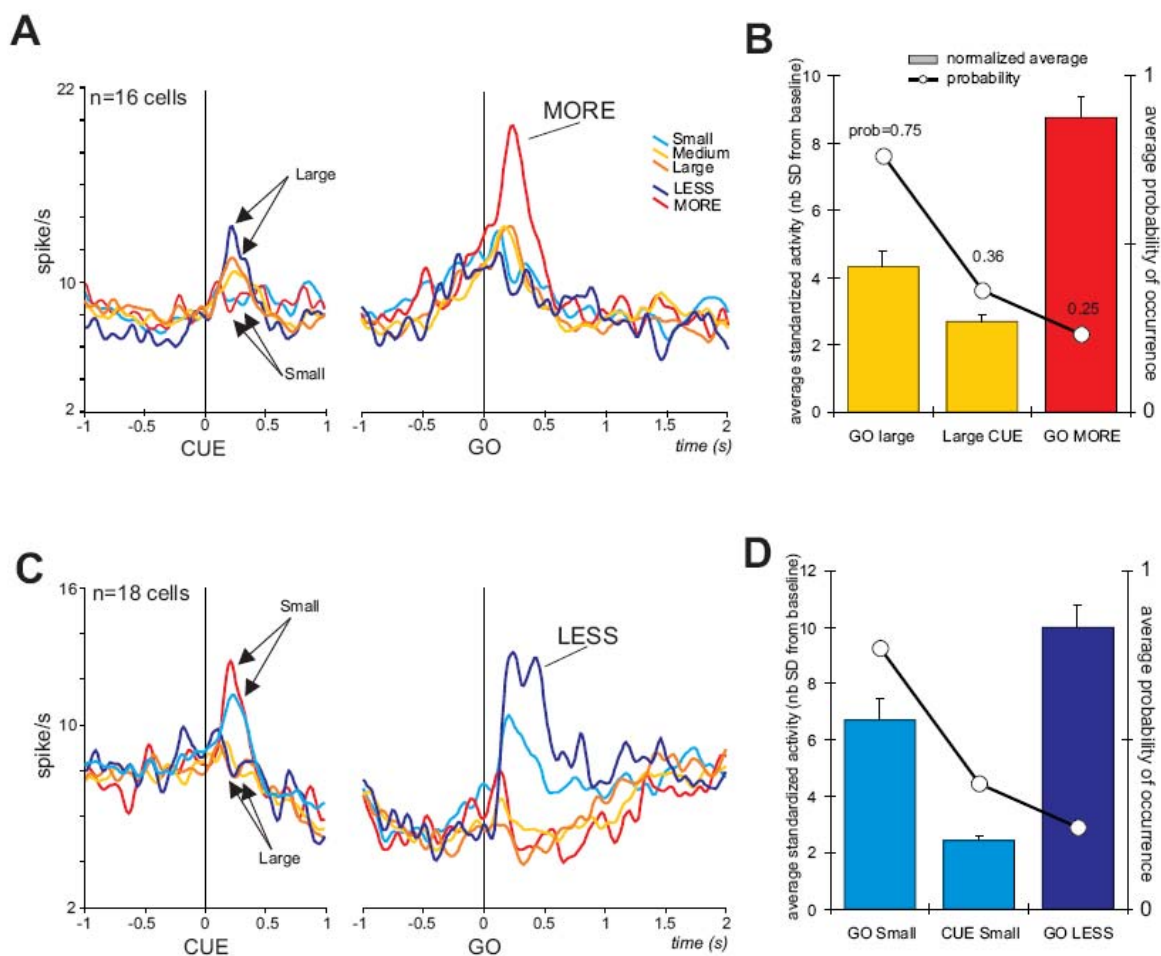 A
n=16 cells
22
10
2
spike/s
Large
Small
-1 -0.5 0 0.5 1
CUE
MORE
Small
Medium
Large
LESS
MORE
-1 -0.5 0 0.5 1 2
GO
time (s)
B
normalized average
probability
average standardized activity (nb SD from baseline)
10
8
6
4
2
0
prob=0.75
0.36
0.25
1
0
average probability of occurrence
GO large Large CUE GO MORE
C
n=18 cells
16
10
2
spike/s
Small
Large
-1 -0.5 0 0.5 1
CUE
LESS
-1 -0.5 0 0.5 1 2
GO
time (s)
D
average standardized activity (nb SD from baseline)
12
10
8
6
4
2
0
1
0
average probability of occurrence
GO Small CUE Small GO LESS